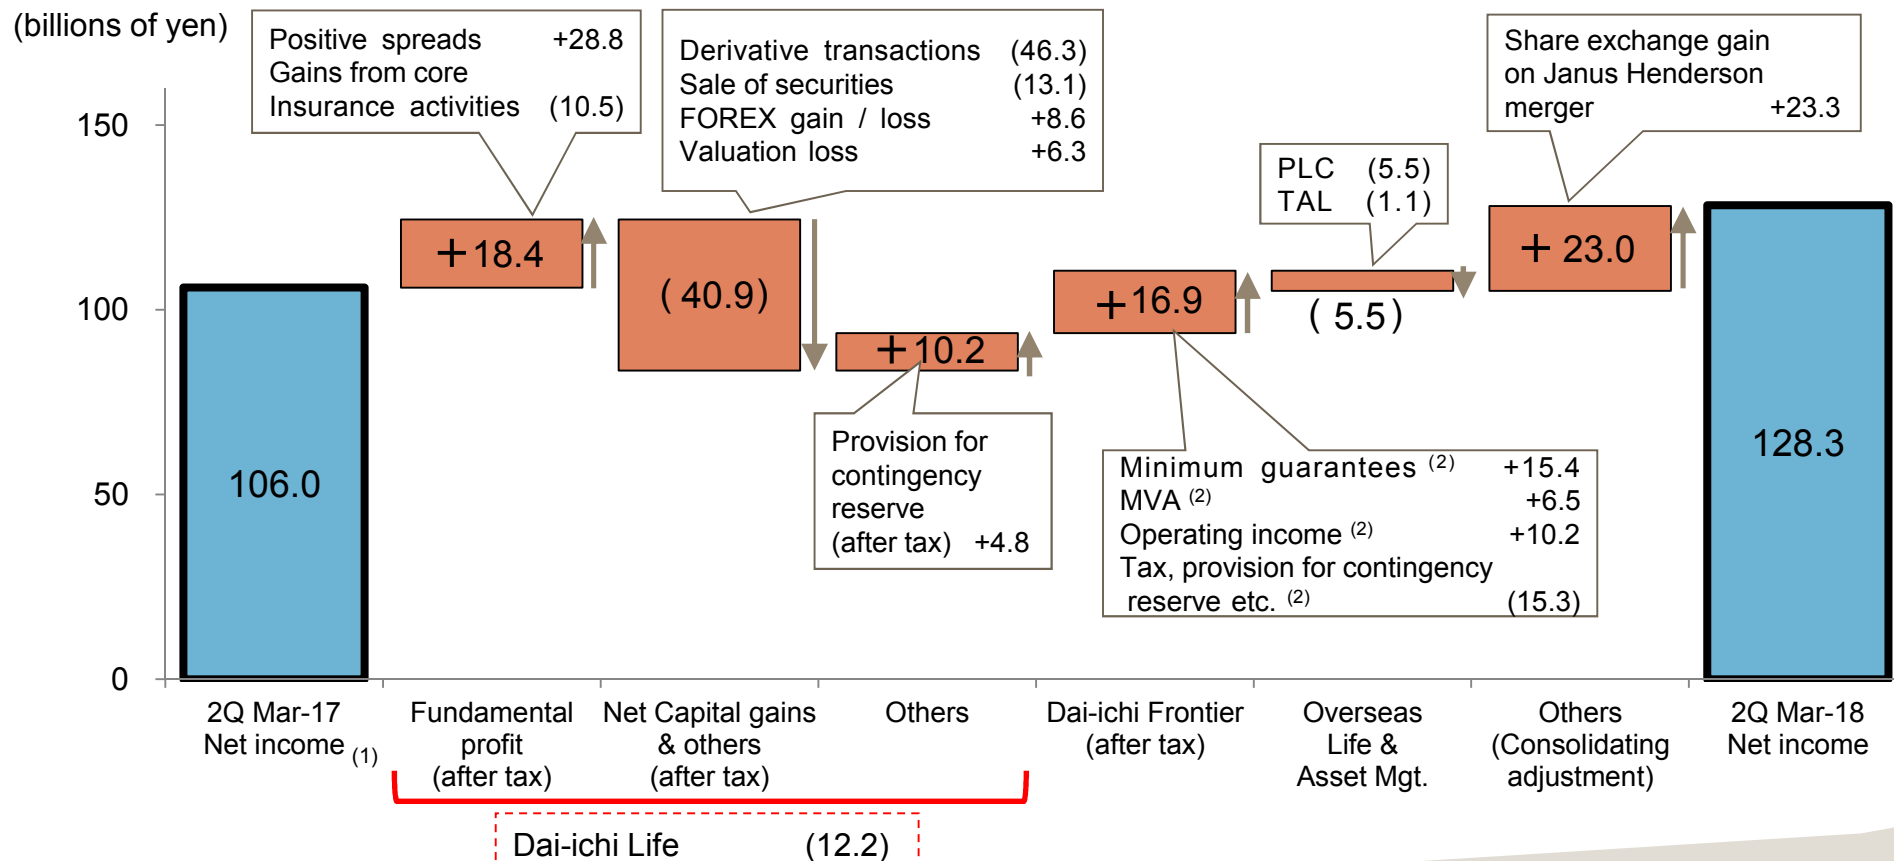 (billions of yen)
Positive spreads +28.8
Gains from core
Insurance activities (10.5)
Derivative transactions (46.3)
Sale of securities (13.1)
FOREX gain / loss +8.6
Valuation loss +6.3
Share exchange gain
on Janus Henderson
merger +23.3
PLC (5.5)
TAL (1.1)
150
100
50
0
106.0
+18.4
(40.9)
+10.2
+16.9
(5.5)
+23.0
128.3
Provision for
contingency
reserve
(after tax) +4.8
Minimum guarantees (2) +15.4
MVA (2) +6.5
Operating income (2) +10.2
Tax, provision for contingency
reserve etc. (2) (15.3)
2Q Mar-17
Net income (1)
Fundamental
profit
(after tax)
Net Capital gains
& others
(after tax)
Others
Dai-ichi Frontier
(after tax)
Overseas
Life &
Asset Mgt.
Others
(Consolidating
adjustment)
2Q Mar-18
Net income
Dai-ichi Life (12.2)